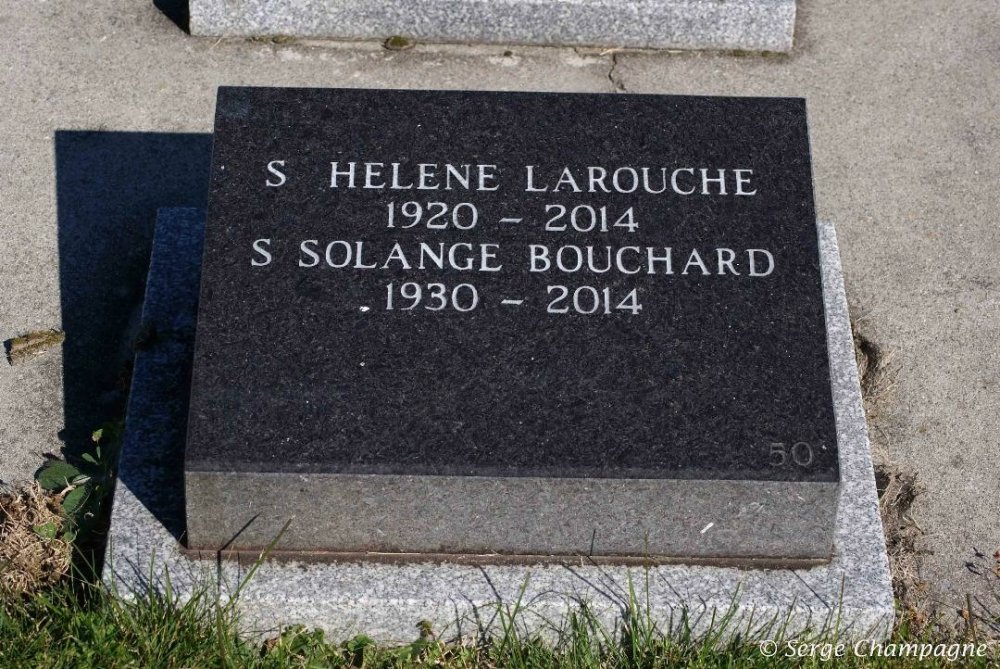 S HELENE LAROUCHE
1920 – 2014
S SOLANGE BOUCHARD
1930 – 2014
50
© Serge Champagne